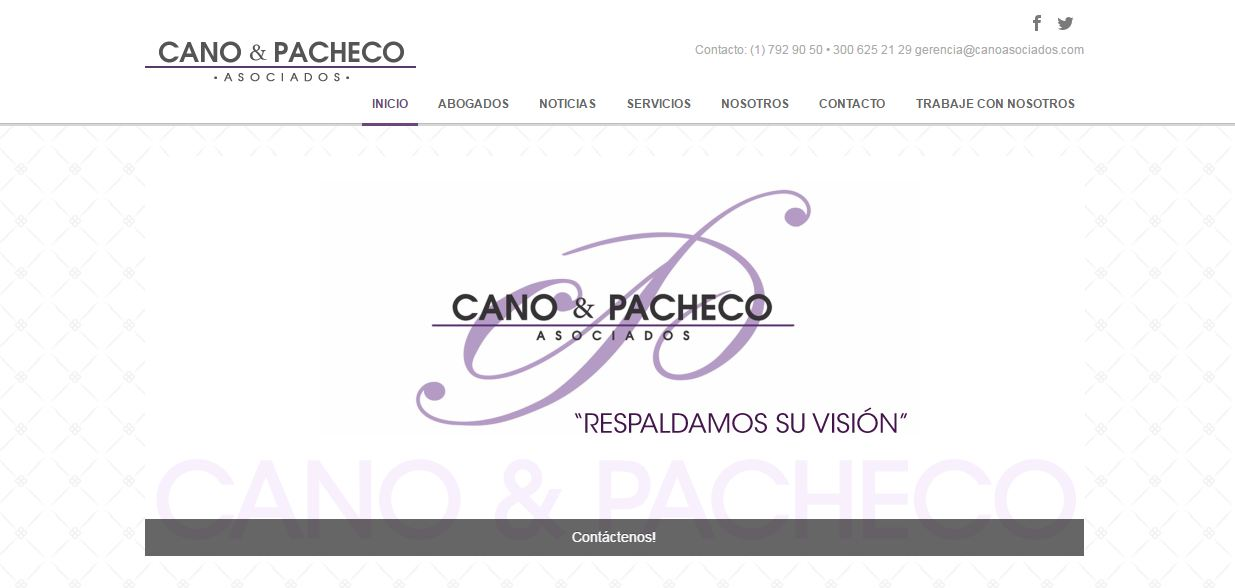 CANO & PACHECO
• ASOCIADOS •
Contacto: (1) 792 90 50 • 300 625 21 29 gerencia@canoasociados.com
INICIO ABOGADOS NOTICIAS SERVICIOS NOSOTROS CONTACTO TRABAJE CON NOSOTROS
CP
CANO & PACHECO
ASOCIADOS
“RESPALDAMOS SU VISIÓN”
CANO & PACHECO
Contáctenos!